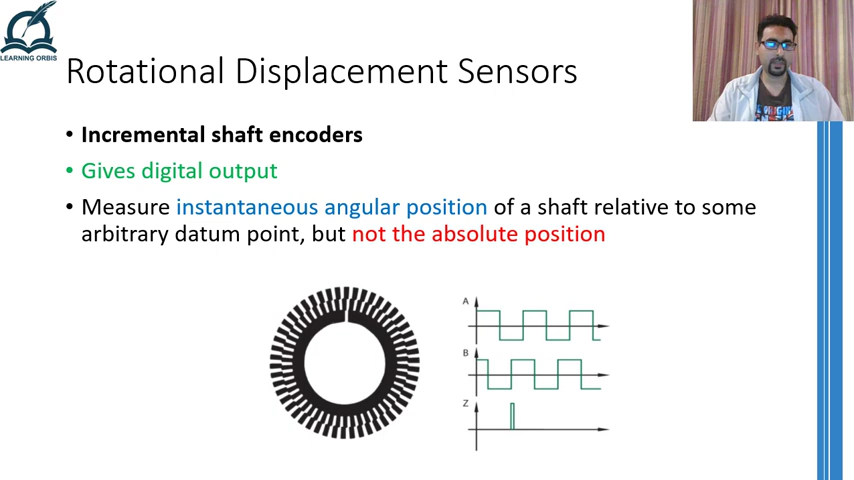 LEARNING ORBIS
Rotational Displacement Sensors
• Incremental shaft encoders
• Gives digital output
• Measure instantaneous angular position of a shaft relative to some
arbitrary datum point, but not the absolute position
A
B
Z